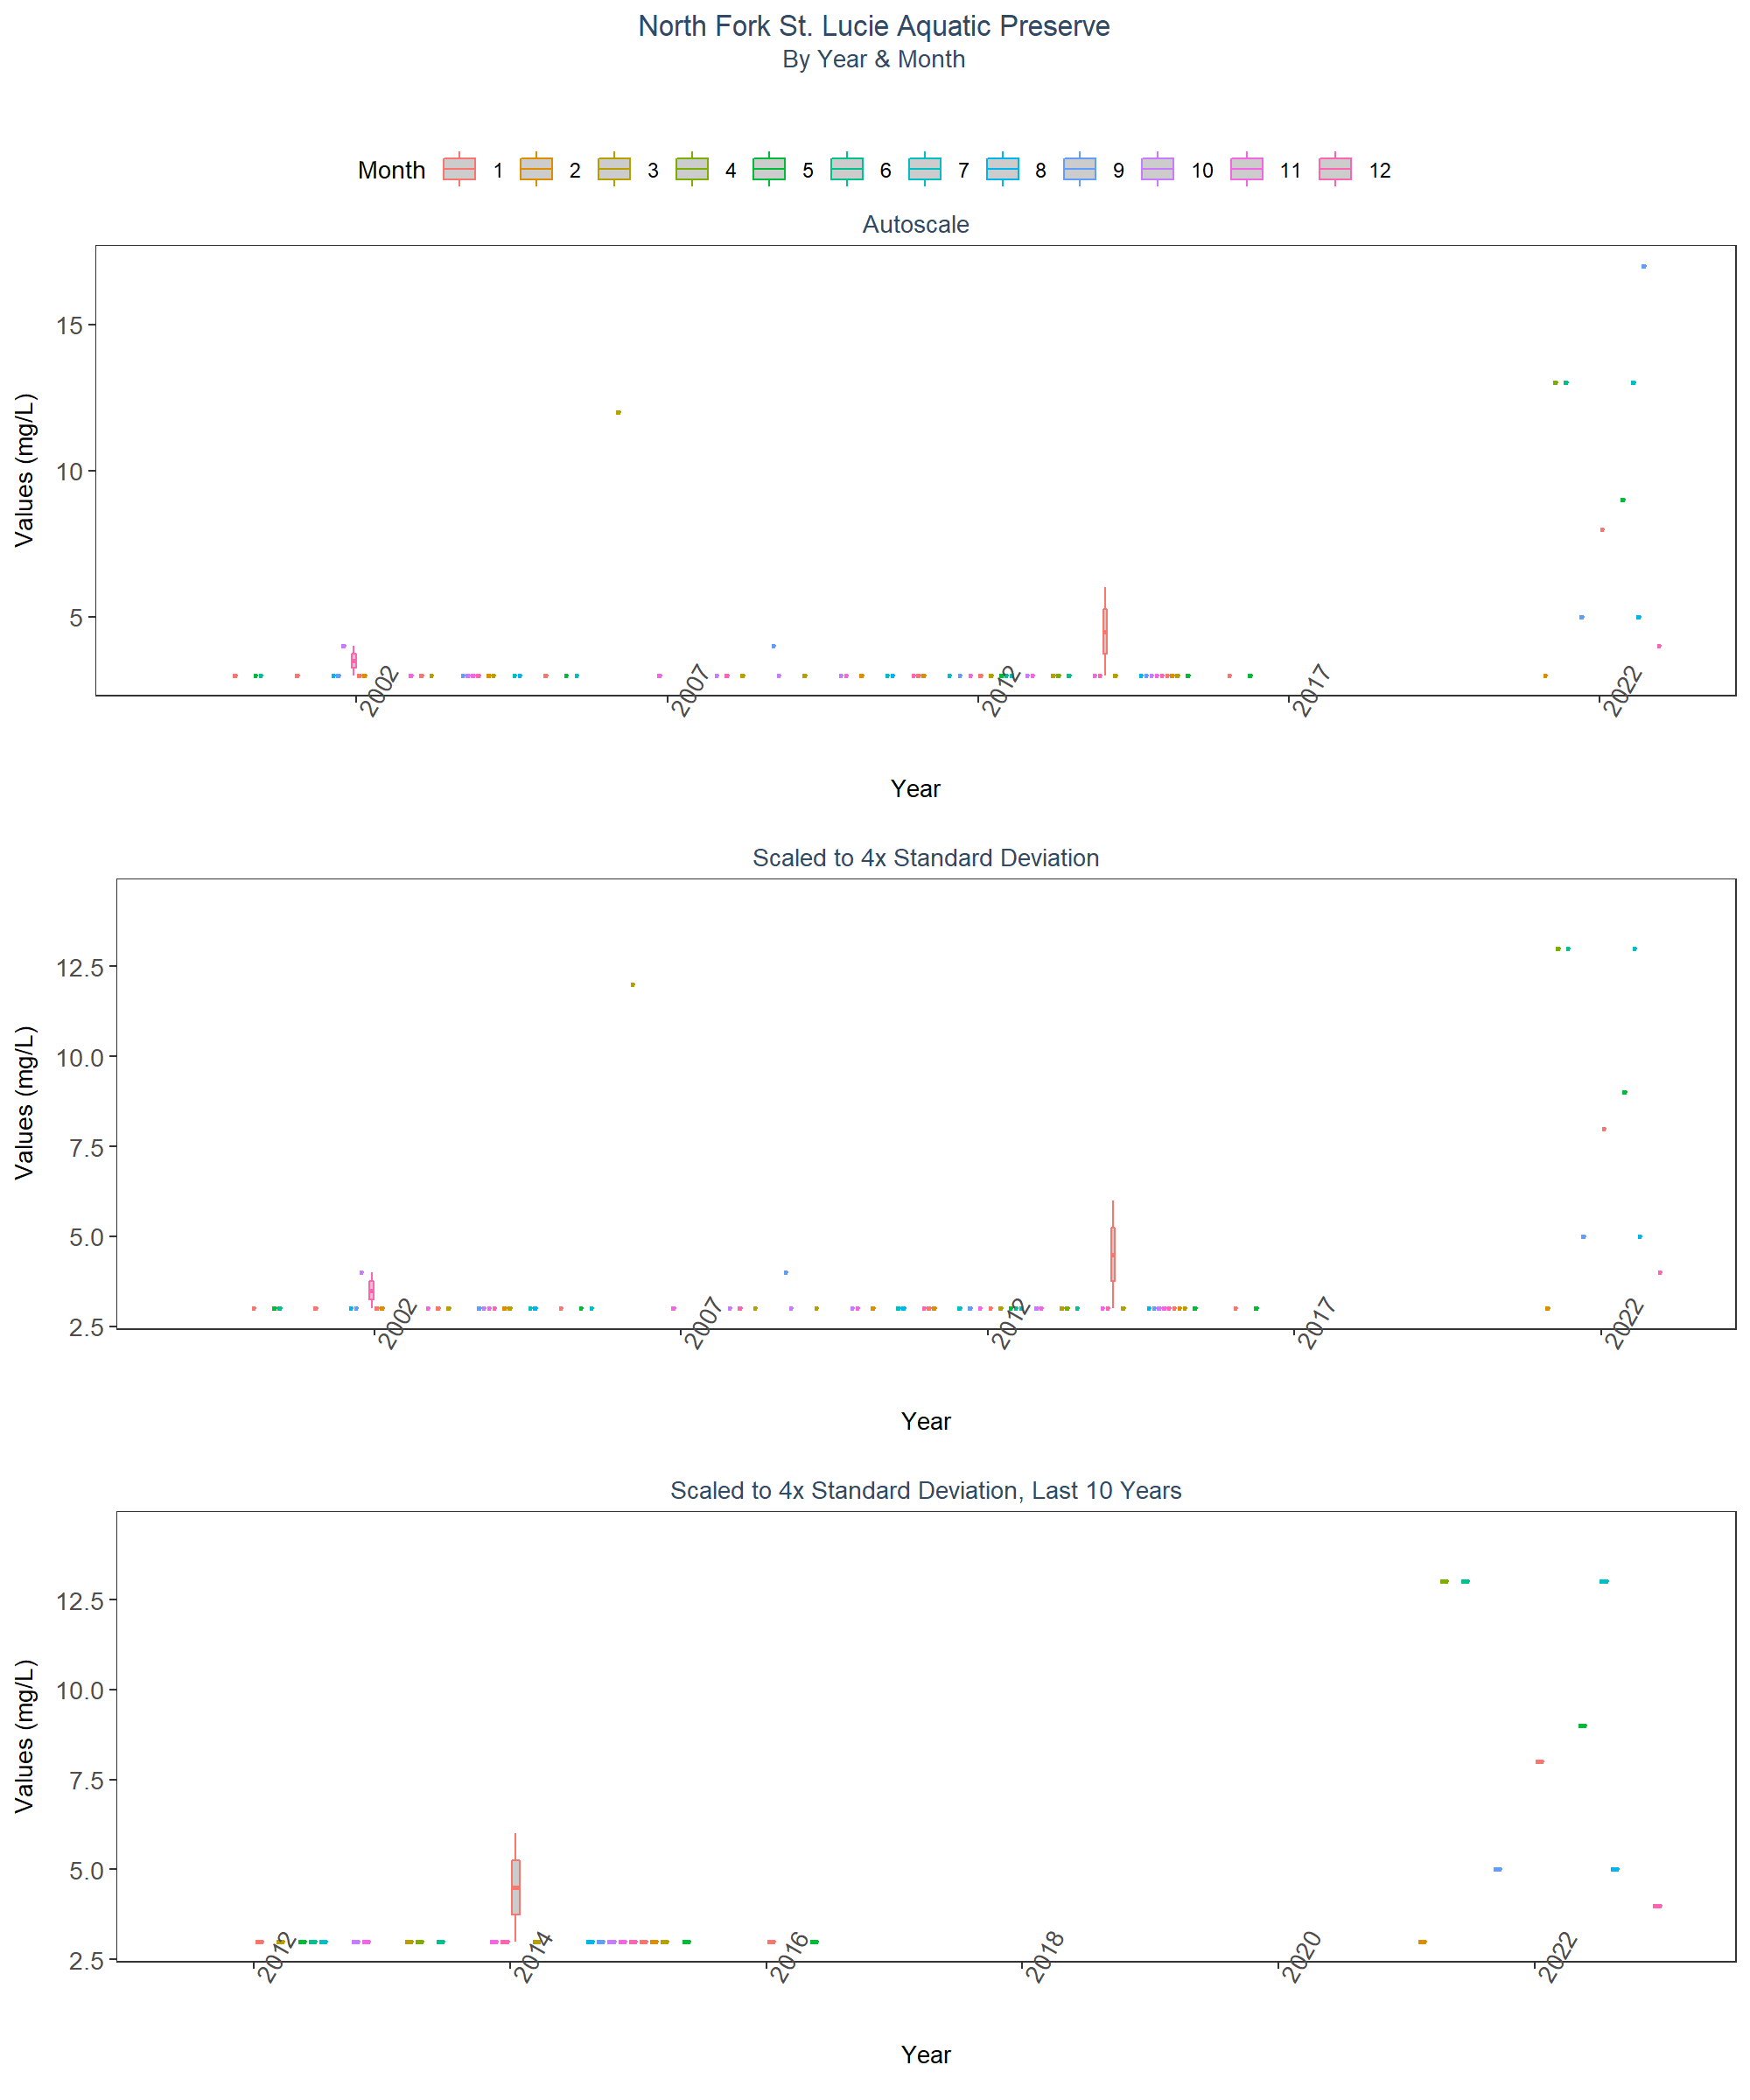 North Fork St. Lucie Aquatic Preserve
By Year & Month
Month 1 2 3 4 5 6 7 8 9 10 11 12
Autoscale
Values (mg/L)
15
10
5
2002 2007 2012 2017 2022
Year
Scaled to 4x Standard Deviation
Values (mg/L)
12.5
10.0
7.5
5.0
2.5
2002 2007 2012 2017 2022
Year
Scaled to 4x Standard Deviation, Last 10 Years
Values (mg/L)
12.5
10.0
7.5
5.0
2.5
2012 2014 2016 2018 2020 2022
Year